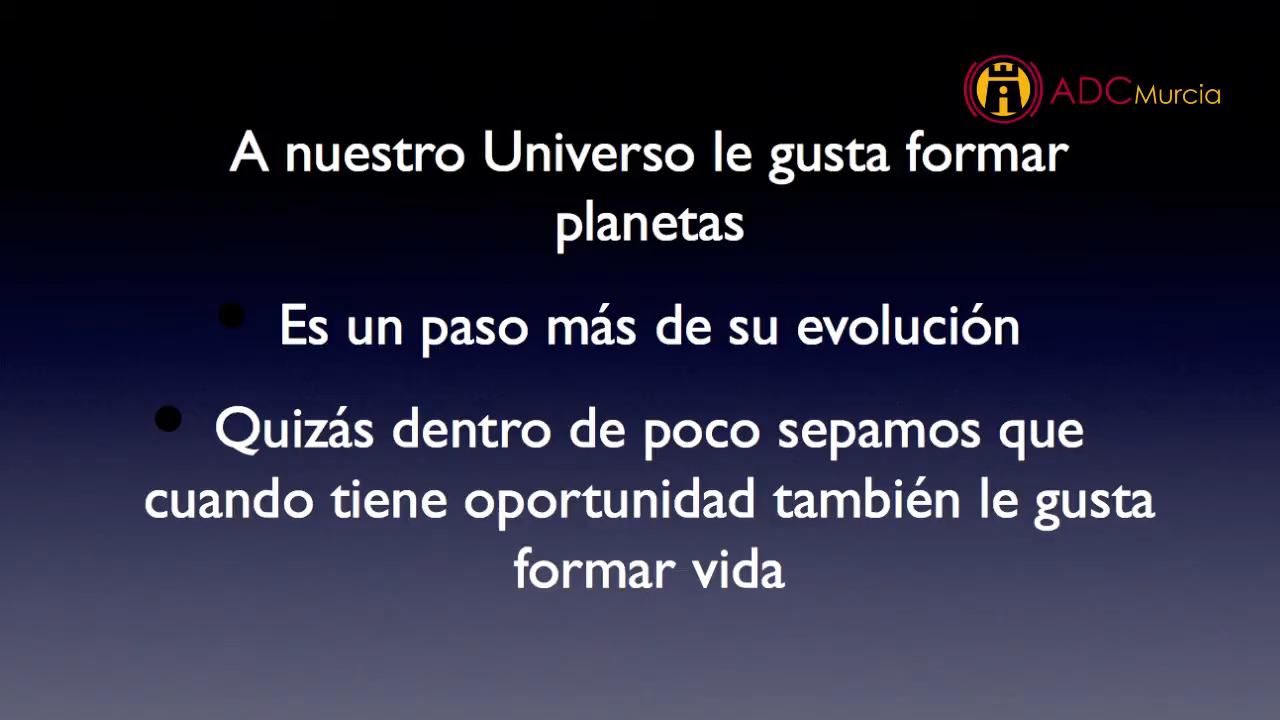 ADCMurcia
A nuestro Universo le gusta formar
planetas
Es un paso más de su evolución
Quizás dentro de poco sepamos que
cuando tiene oportunidad también le gusta
formar vida